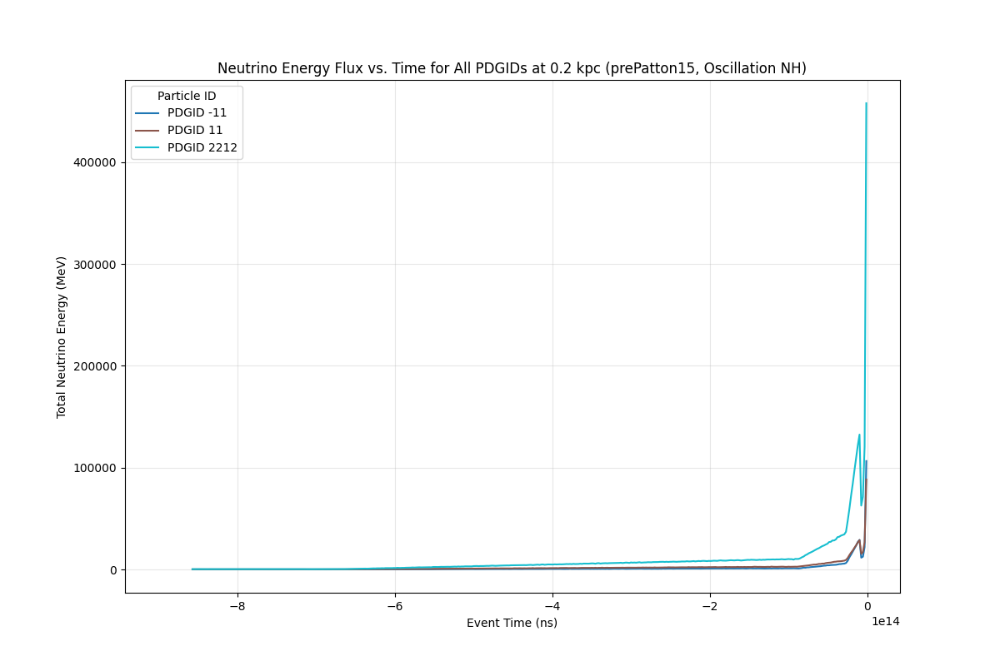 Neutrino Energy Flux vs. Time for All PDGIDs at 0.2 kpc (prePatton15, Oscillation NH)
Particle ID
PDGID -11
PDGID 11
PDGID 2212
Total Neutrino Energy (MeV)
400000
300000
200000
100000
0
−8
−6
−4
−2
0
1e14
Event Time (ns)